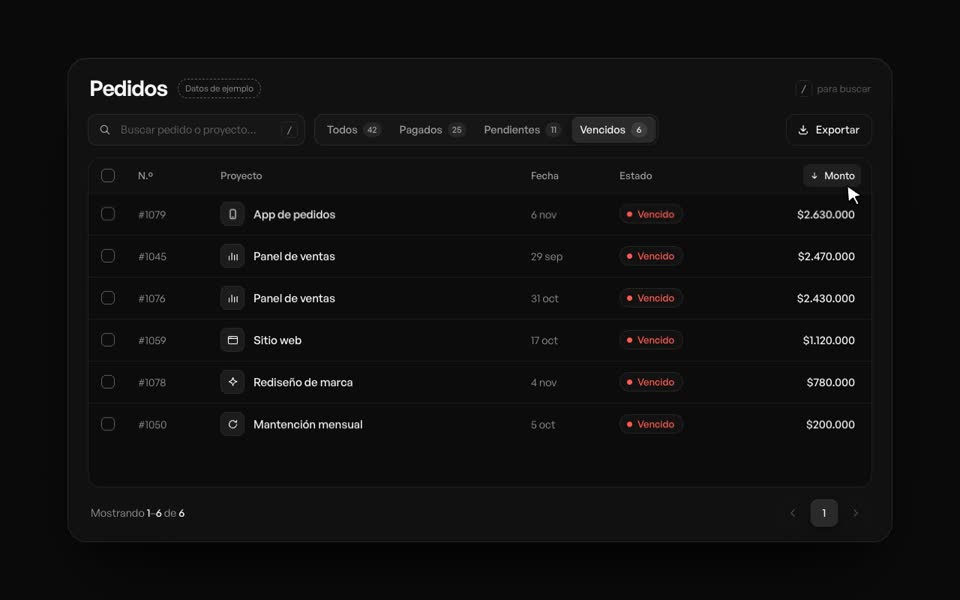 Pedidos Datos de ejemplo / para buscar
Buscar pedido o proyecto... / Todos 42 Pagados 25 Pendientes 11 Vencidos 6 Exportar
N.º Proyecto Fecha Estado ↓ Monto
#1079 App de pedidos 6 nov Vencido $2.630.000
#1045 Panel de ventas 29 sep Vencido $2.470.000
#1076 Panel de ventas 31 oct Vencido $2.430.000
#1059 Sitio web 17 oct Vencido $1.120.000
#1078 Rediseño de marca 4 nov Vencido $780.000
#1050 Mantención mensual 5 oct Vencido $200.000
Mostrando 1–6 de 6 1